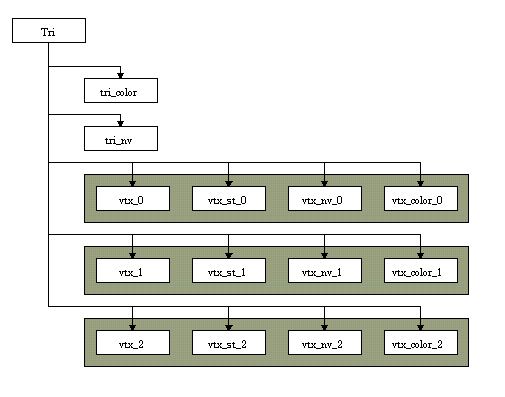 Tri
tri_color
tri_nv
vtx_0 vtx_st_0 vtx_nv_0 vtx_color_0
vtx_1 vtx_st_1 vtx_nv_1 vtx_color_1
vtx_2 vtx_st_2 vtx_nv_2 vtx_color_2